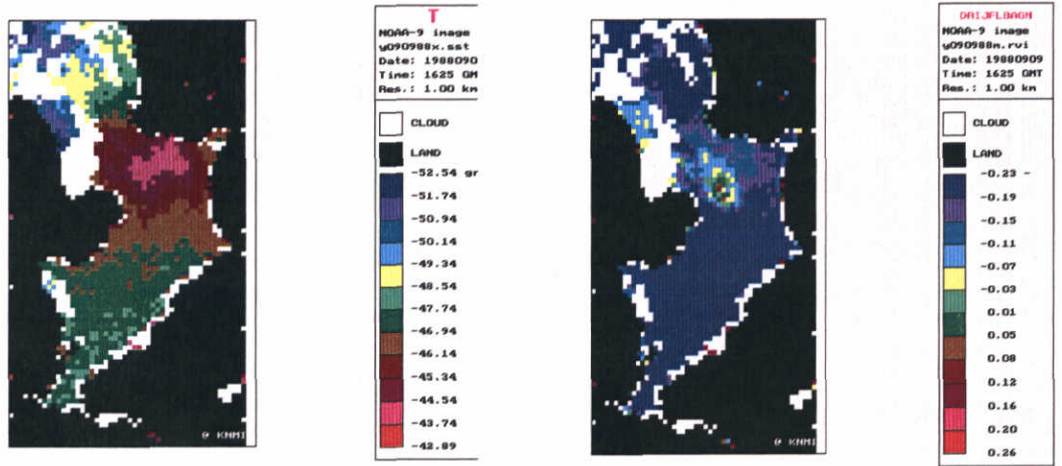 T
NOAA-9 image
y090988x.sst
Date: 1988090
Time: 1625 GM
Res.: 1.00 km
CLOUD
LAND
-52.54 gr
-51.74
-50.94
-50.14
-49.34
-48.54
-47.74
-46.94
-46.14
-45.34
-44.54
-43.74
-42.89
@ KNMI
NOAA-9 image
y090988m.rvi
Date: 19880909
Time: 1625 GMT
Res.: 1.00 km
CLOUD
LAND
-0.23 -
-0.19
-0.15
-0.11
-0.07
-0.03
0.01
0.05
0.08
0.12
0.16
0.20
0.26
@ KNMI